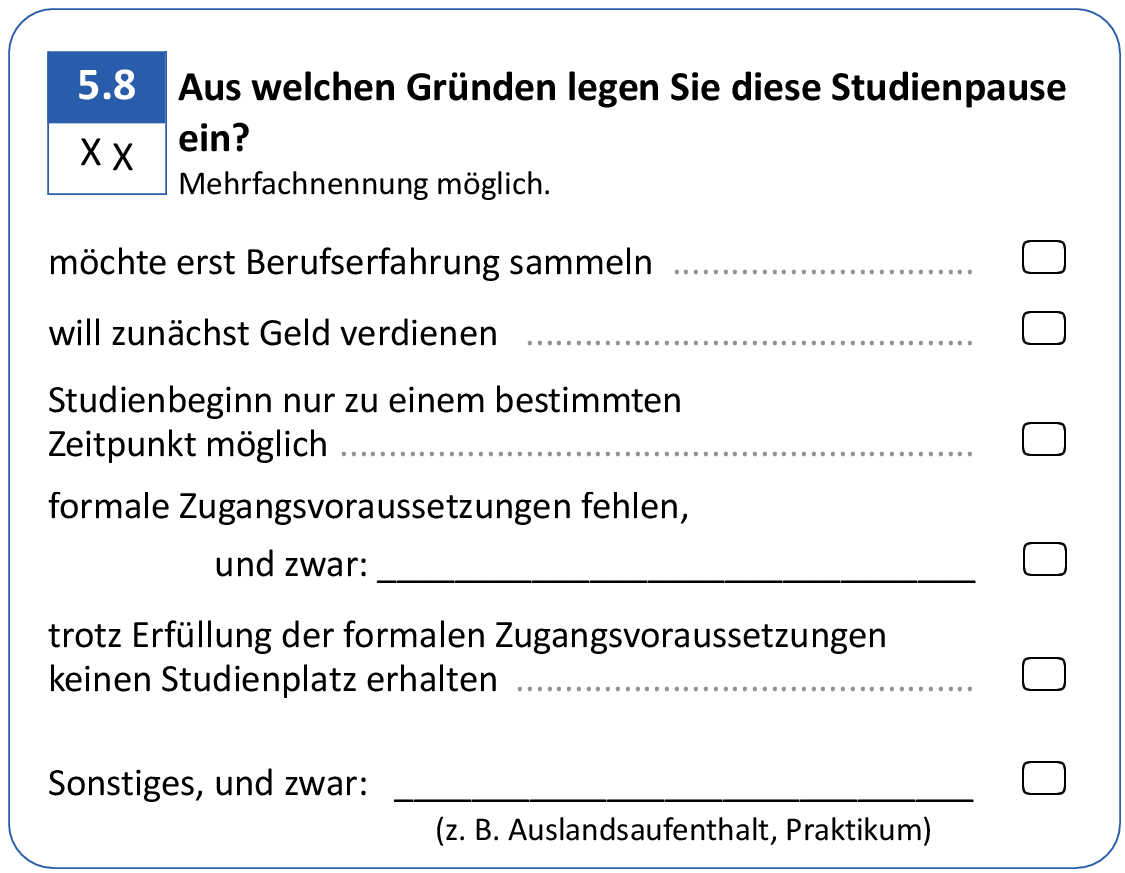 5.8
X X
Aus welchen Gründen legen Sie diese Studienpause
ein?
Mehrfachnennung möglich.
möchte erst Berufserfahrung sammeln ...............................
will zunächst Geld verdienen ..............................................
Studienbeginn nur zu einem bestimmten
Zeitpunkt möglich .................................................................
formale Zugangsvoraussetzungen fehlen,
und zwar: _______________________________
trotz Erfüllung der formalen Zugangsvoraussetzungen
keinen Studienplatz erhalten ...............................................
Sonstiges, und zwar: ______________________________
(z. B. Auslandsaufenthalt, Praktikum)